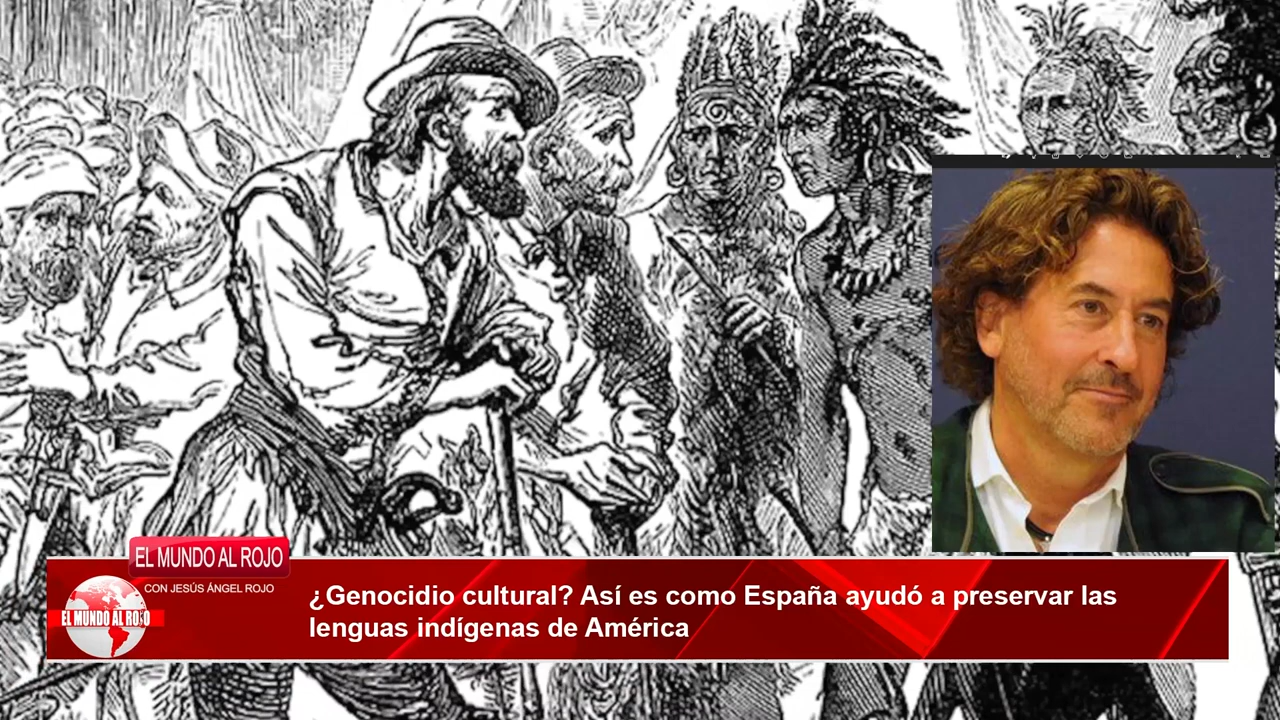 EL MUNDO AL ROJO
CON JESÚS ÁNGEL ROJO
EL MUNDO AL ROJO
¿Genocidio cultural? Así es como España ayudó a preservar las
lenguas indígenas de América